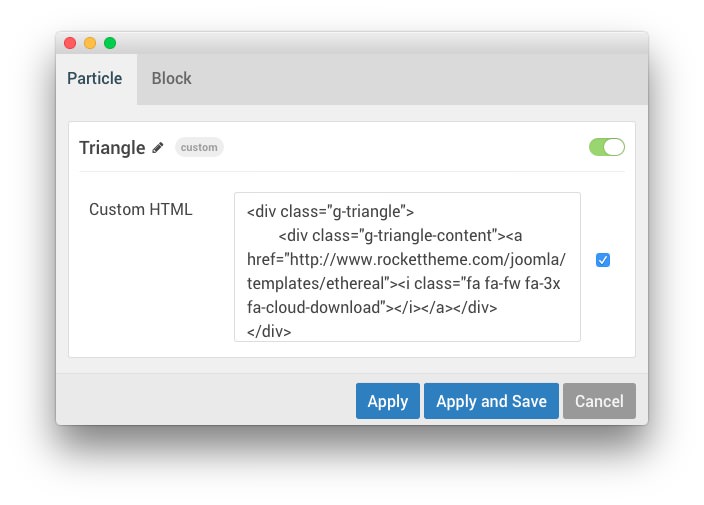 Particle Block
Triangle custom
Custom HTML
<div class="g-triangle">
<div class="g-triangle-content"><a
href="http://www.rockettheme.com/joomla/
templates/ethereal"><i class="fa fa-fw fa-3x
fa-cloud-download"></i></a></div>
</div>
Apply Apply and Save Cancel